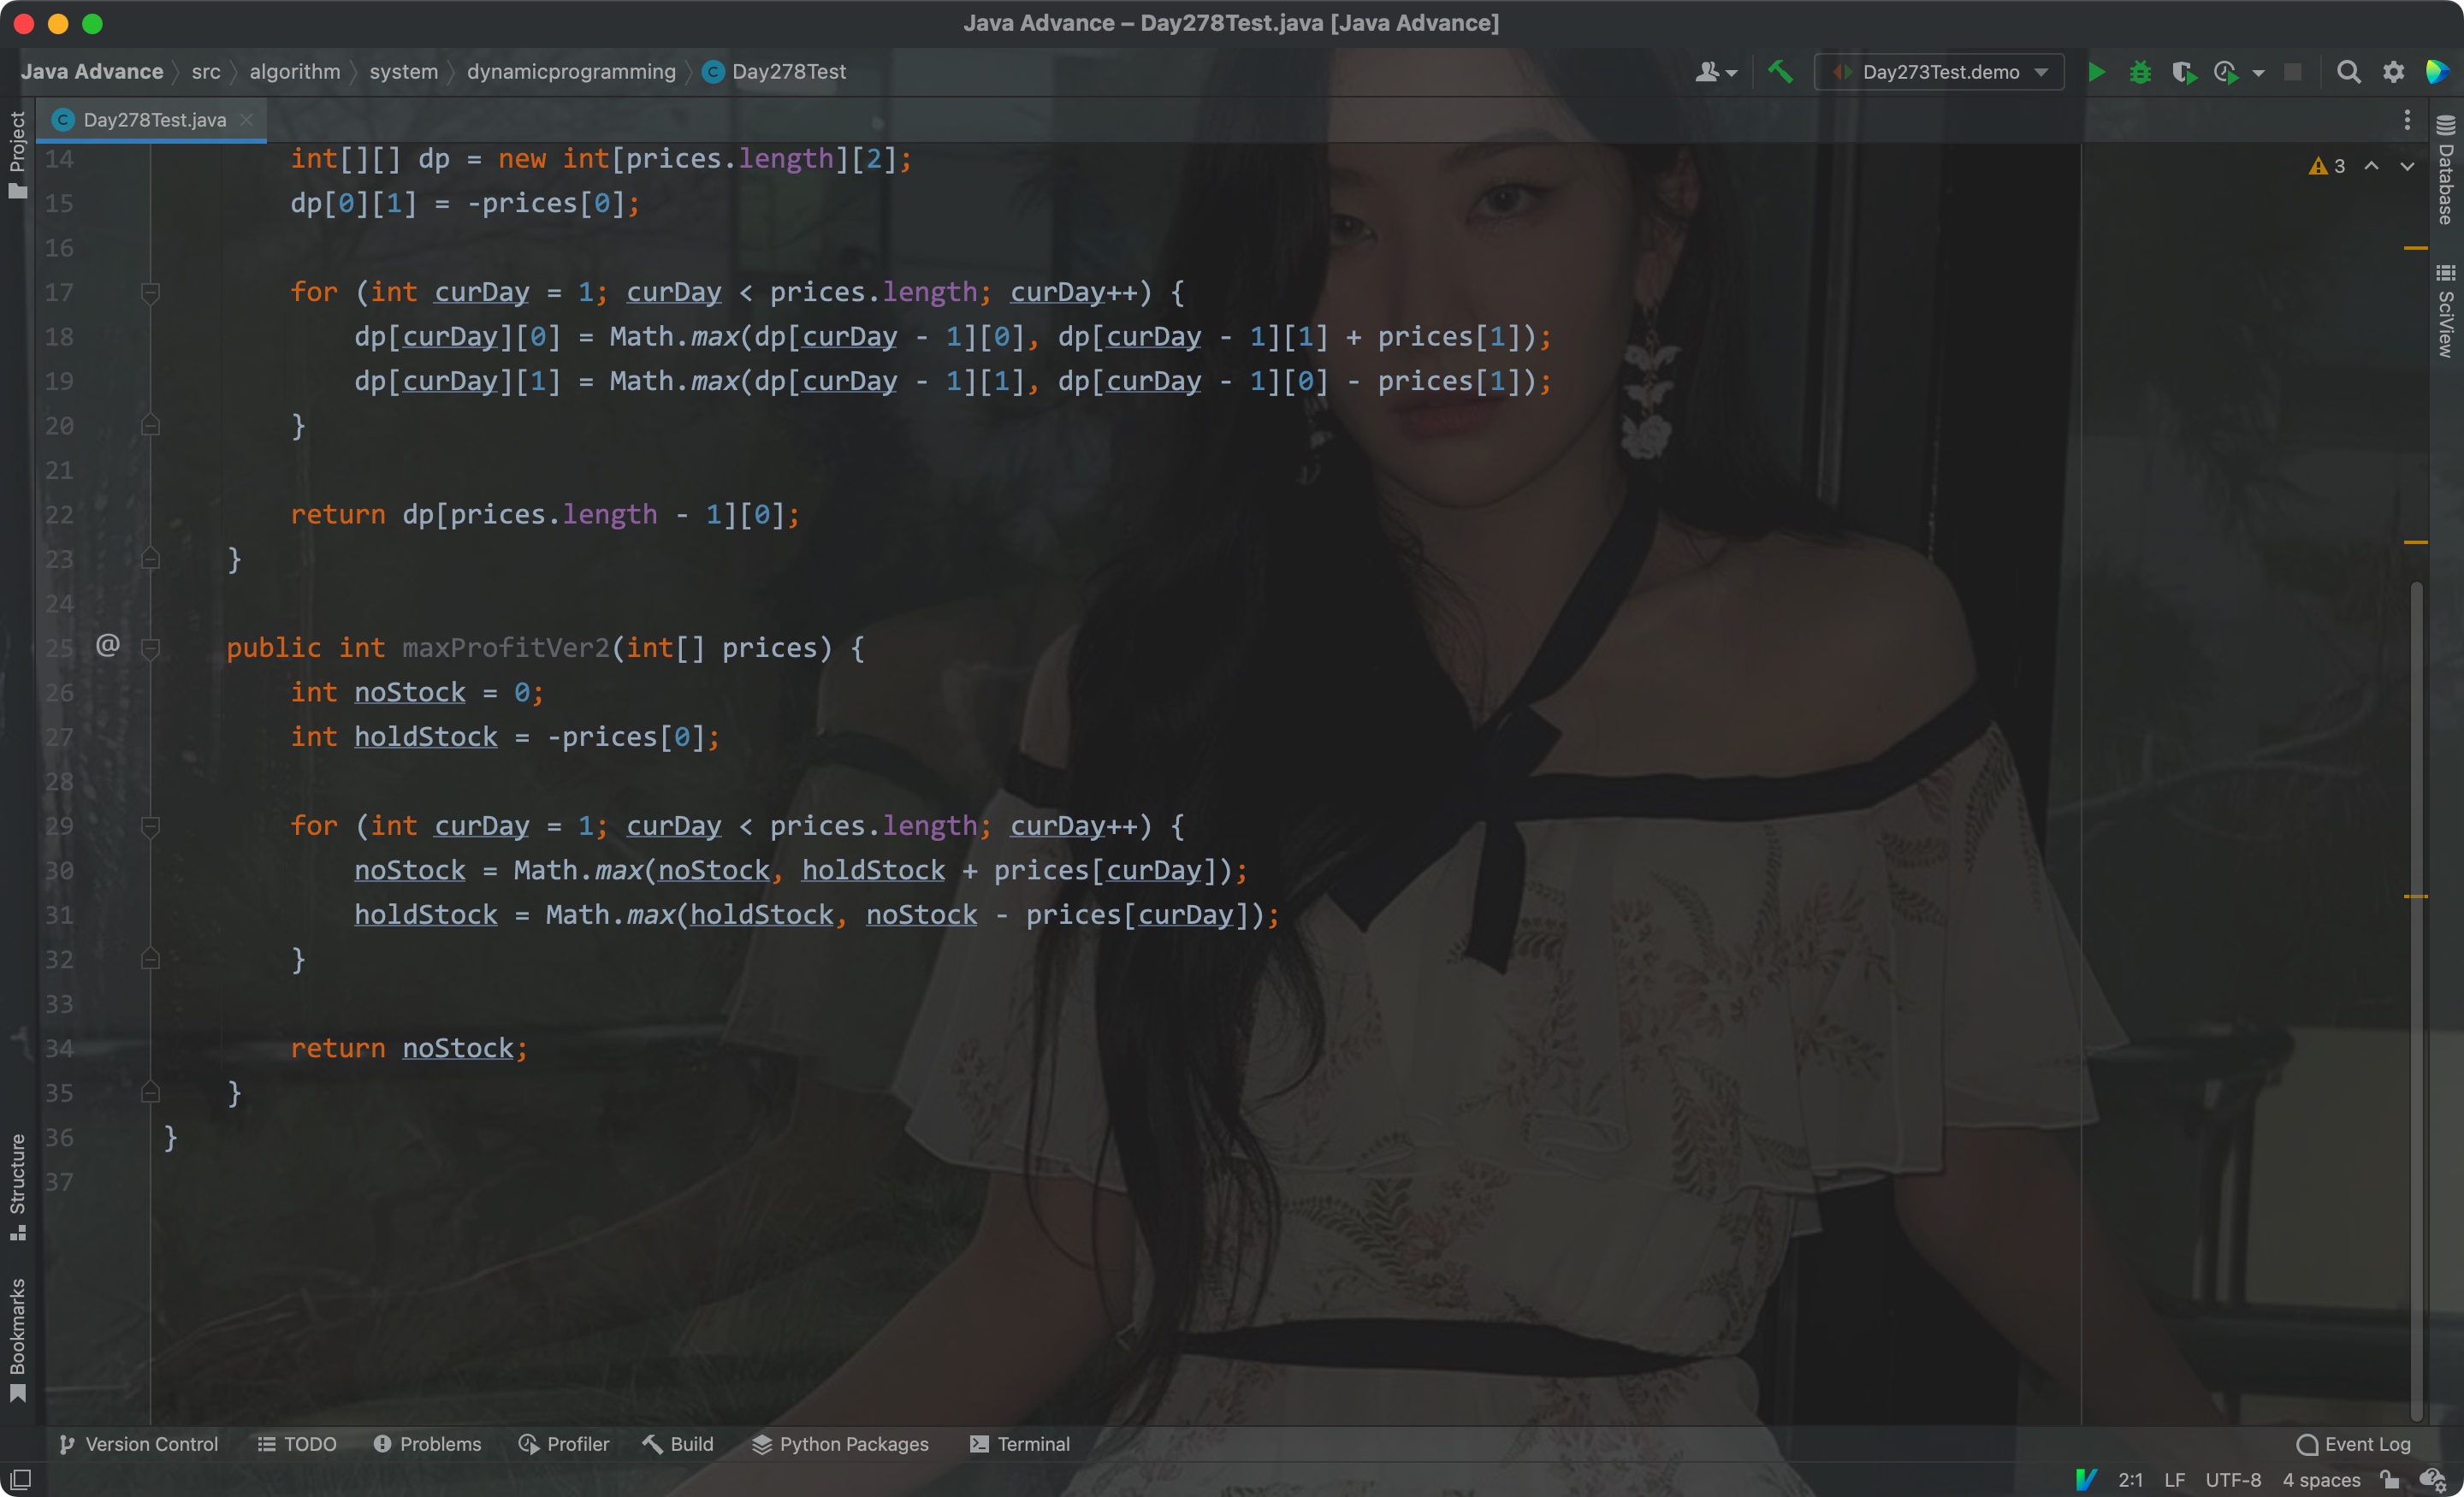 Java Advance – Day278Test.java [Java Advance]
Java Advance src algorithm system dynamicprogramming Day278Test Day273Test.demo
Day278Test.java
Project
Structure
Bookmarks
3
Database
SciView
14 int[][] dp = new int[prices.length][2];
15 dp[0][1] = -prices[0];
16
17 for (int curDay = 1; curDay < prices.length; curDay++) {
18 dp[curDay][0] = Math.max(dp[curDay - 1][0], dp[curDay - 1][1] + prices[1]);
19 dp[curDay][1] = Math.max(dp[curDay - 1][1], dp[curDay - 1][0] - prices[1]);
20 }
21
22 return dp[prices.length - 1][0];
23 }
24
25 @ public int maxProfitVer2(int[] prices) {
26 int noStock = 0;
27 int holdStock = -prices[0];
28
29 for (int curDay = 1; curDay < prices.length; curDay++) {
30 noStock = Math.max(noStock, holdStock + prices[curDay]);
31 holdStock = Math.max(holdStock, noStock - prices[curDay]);
32 }
33
34 return noStock;
35 }
36 }
37
Version Control TODO Problems Profiler Build Python Packages Terminal Event Log
2:1 LF UTF-8 4 spaces